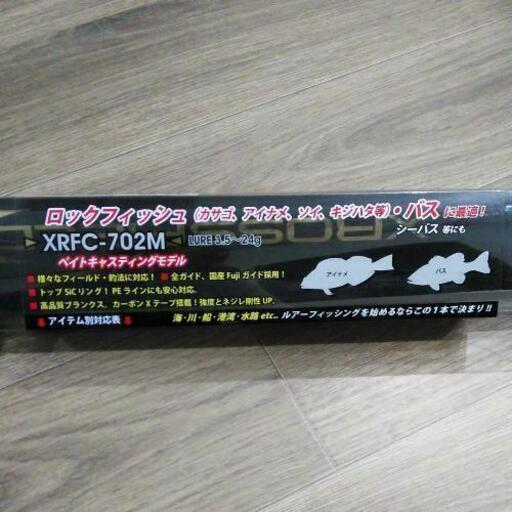 ロックフィッシュ(カサゴ、アイナメ、ソイ、キジハタ等)・バスに最適!
シーバス等にも
▶XRFC-702M◀ LURE 3.5~24g
ベイトキャスティングモデル
■様々なフィールド・釣法に対応! ■全ガイド、国産Fujiガイド採用!
■トップSiCリング! PEラインにも安心対応。
■高品質ブランクス、カーボンXテープ搭載!強度とネジレ剛性UP.
アイナメ
バス
アイテム別対応表
海・川・船・港湾・水路 etc.. ルアーフィッシングを始めるならこの1本で決まり!!